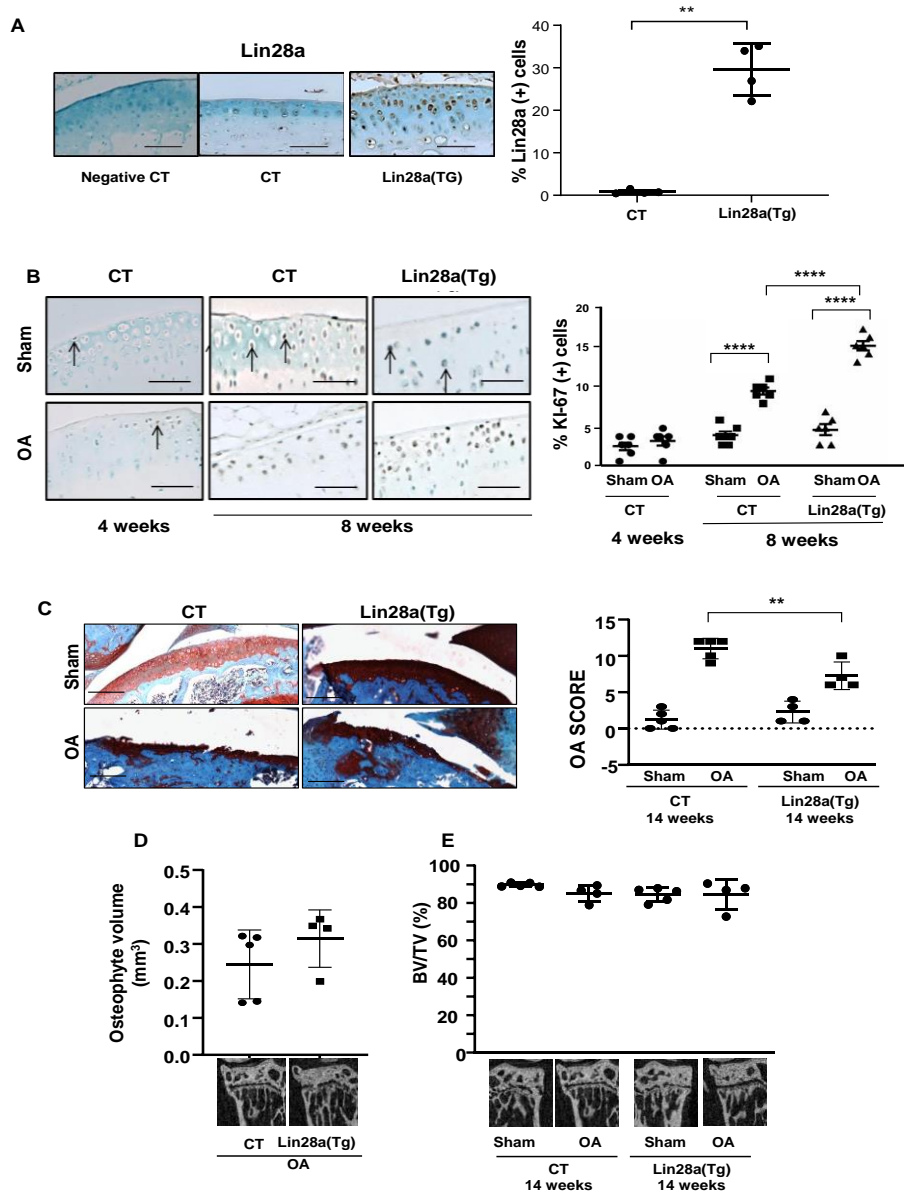 A
Lin28a
Negative CT CT Lin28a(TG)
% Lin28a (+) cells
40
30
20
10
0
**
CT Lin28a(Tg)
B
CT CT Lin28a(Tg)
Sham
OA
4 weeks 8 weeks
% KI-67 (+) cells
20
15
10
5
0
****
****
****
Sham OA Sham OA Sham OA
CT CT Lin28a(Tg)
4 weeks 8 weeks
C
CT Lin28a(Tg)
Sham
OA
OA SCORE
15
10
5
0
-5
**
Sham OA Sham OA
CT Lin28a(Tg)
14 weeks 14 weeks
D
Osteophyte volume
(mm³)
0.5
0.4
0.3
0.2
0.1
0.0
CT Lin28a(Tg)
OA
E
BV/TV (%)
100
80
60
40
20
0
Sham OA Sham OA
CT Lin28a(Tg)
14 weeks 14 weeks